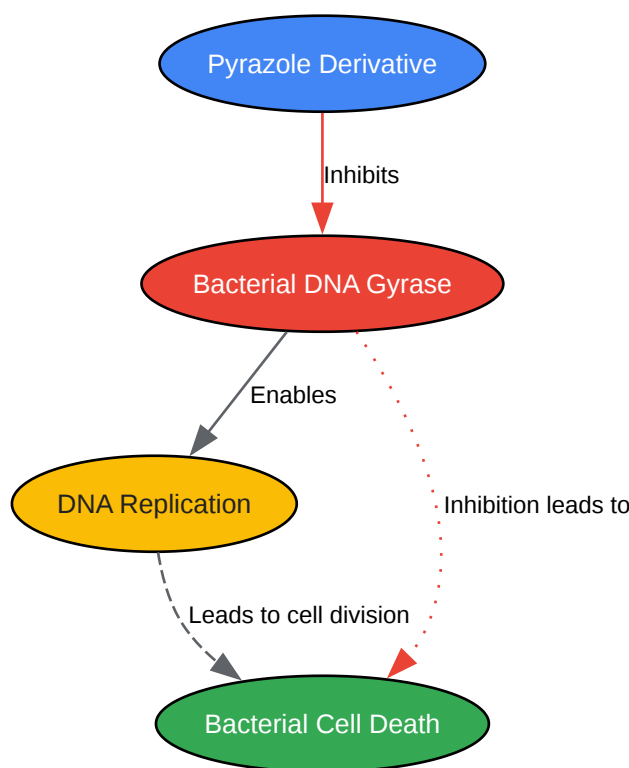 Pyrazole Derivative
Inhibits
Bacterial DNA Gyrase
Enables
DNA Replication
Inhibition leads to
Leads to cell division
Bacterial Cell Death